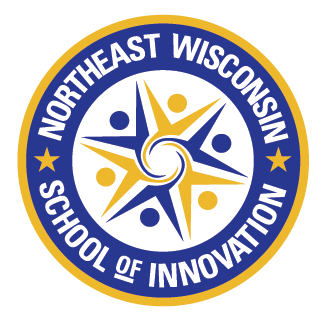 NORTHEAST WISCONSIN
SCHOOL OF INNOVATION